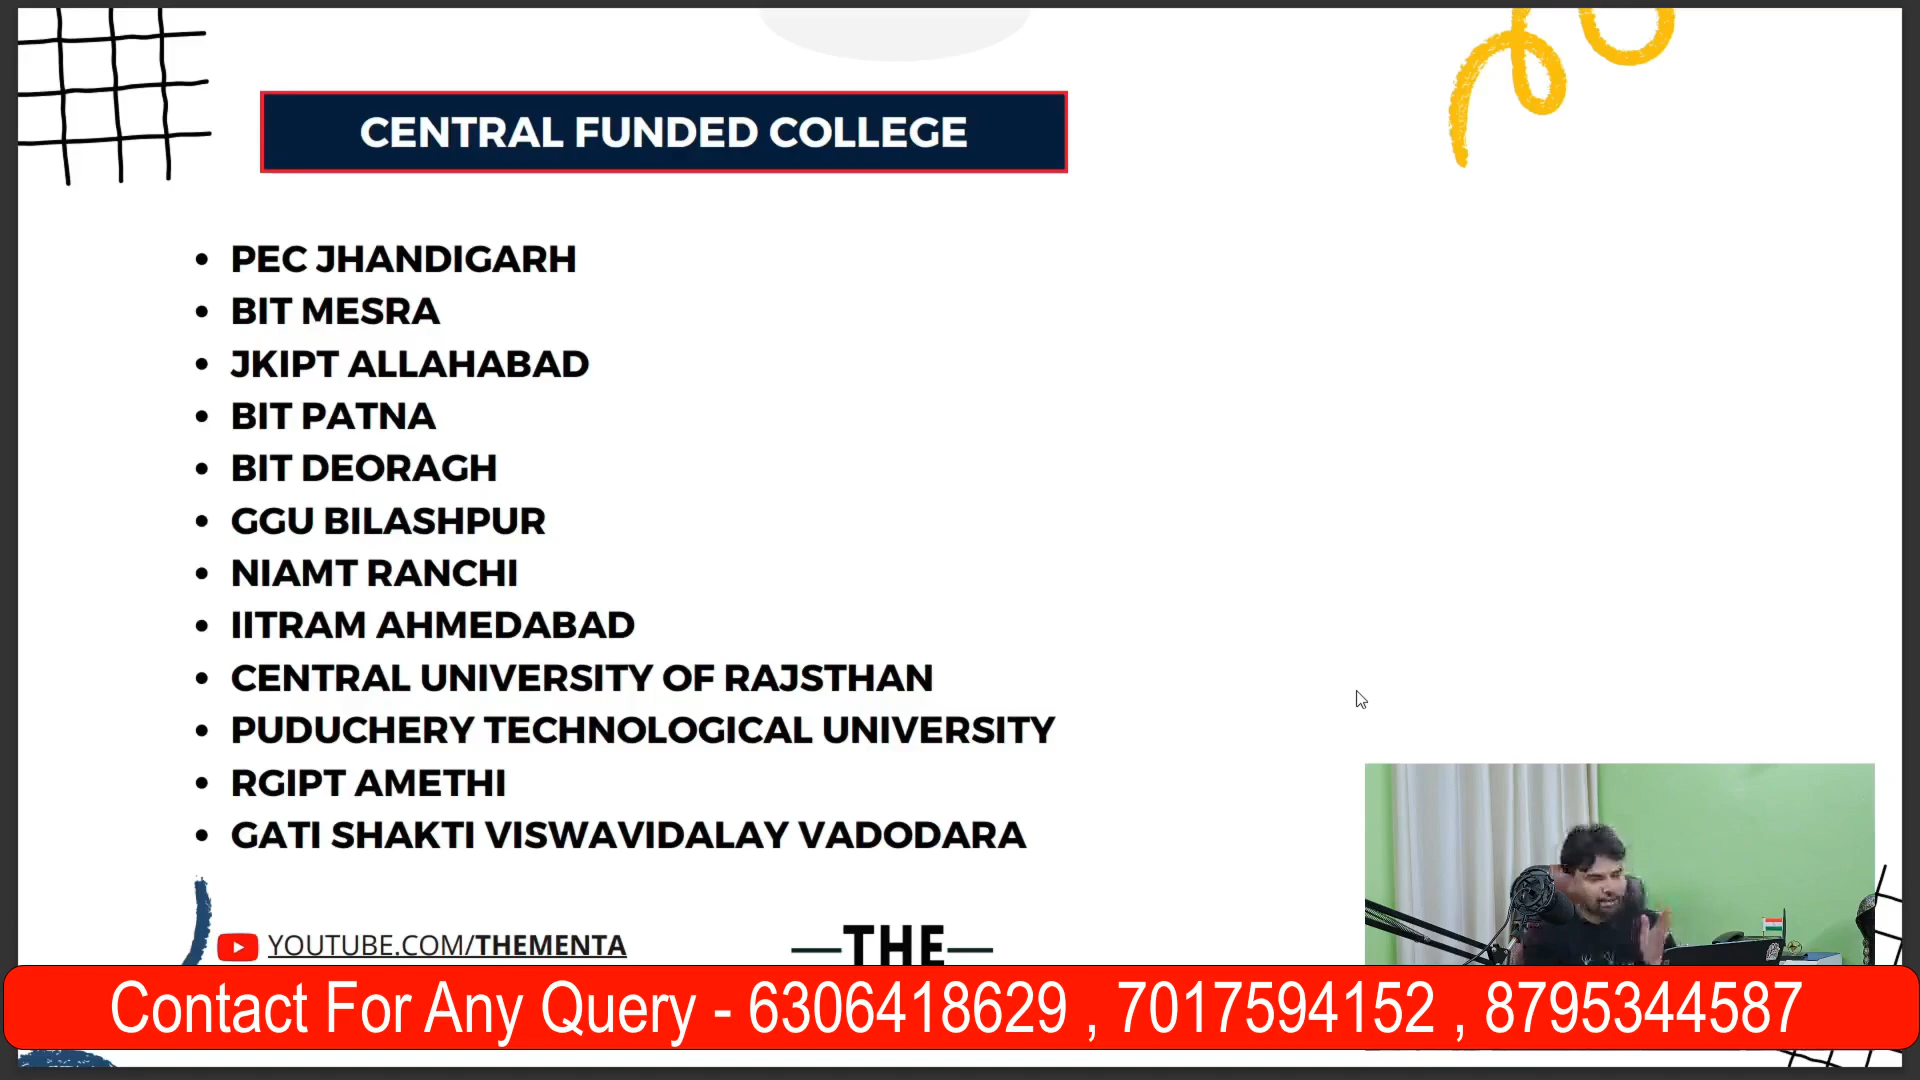 CENTRAL FUNDED COLLEGE
• PEC JHANDIGARH
• BIT MESRA
• JKIPT ALLAHABAD
• BIT PATNA
• BIT DEORAGH
• GGU BILASHPUR
• NIAMT RANCHI
• IITRAM AHMEDABAD
• CENTRAL UNIVERSITY OF RAJSTHAN
• PUDUCHERY TECHNOLOGICAL UNIVERSITY
• RGIPT AMETHI
• GATI SHAKTI VISWAVIDALAY VADODARA
YOUTUBE.COM/THEMENTA
THE
Contact For Any Query - 6306418629 , 7017594152 , 8795344587